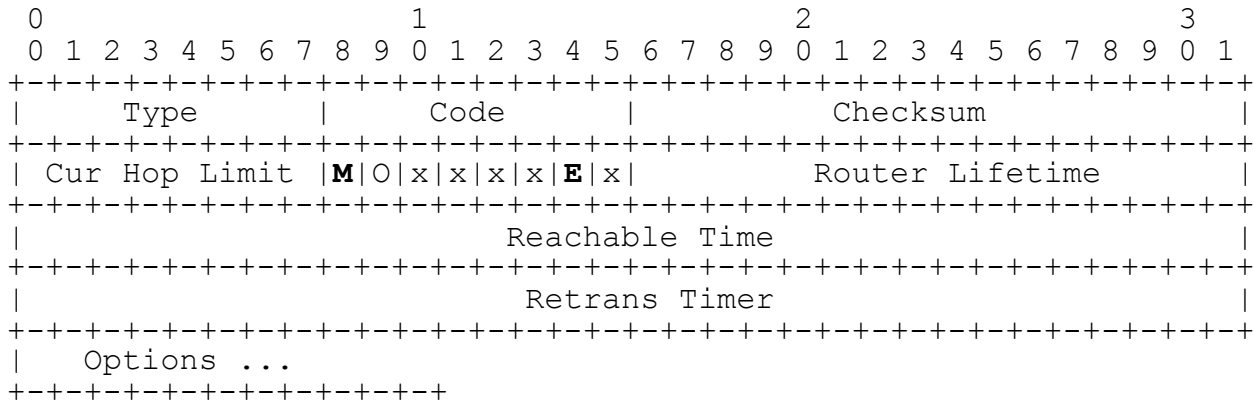 0                   1                   2                   3
 0 1 2 3 4 5 6 7 8 9 0 1 2 3 4 5 6 7 8 9 0 1 2 3 4 5 6 7 8 9 0 1
+-+-+-+-+-+-+-+-+-+-+-+-+-+-+-+-+-+-+-+-+-+-+-+-+-+-+-+-+-+-+-+-+
|     Type      |     Code      |          Checksum             |
+-+-+-+-+-+-+-+-+-+-+-+-+-+-+-+-+-+-+-+-+-+-+-+-+-+-+-+-+-+-+-+-+
| Cur Hop Limit |M|O|x|x|x|x|E|x|         Router Lifetime       |
+-+-+-+-+-+-+-+-+-+-+-+-+-+-+-+-+-+-+-+-+-+-+-+-+-+-+-+-+-+-+-+-+
|                         Reachable Time                        |
+-+-+-+-+-+-+-+-+-+-+-+-+-+-+-+-+-+-+-+-+-+-+-+-+-+-+-+-+-+-+-+-+
|                          Retrans Timer                        |
+-+-+-+-+-+-+-+-+-+-+-+-+-+-+-+-+-+-+-+-+-+-+-+-+-+-+-+-+-+-+-+-+
|   Options ...
+-+-+-+-+-+-+-+-+-+-+-+